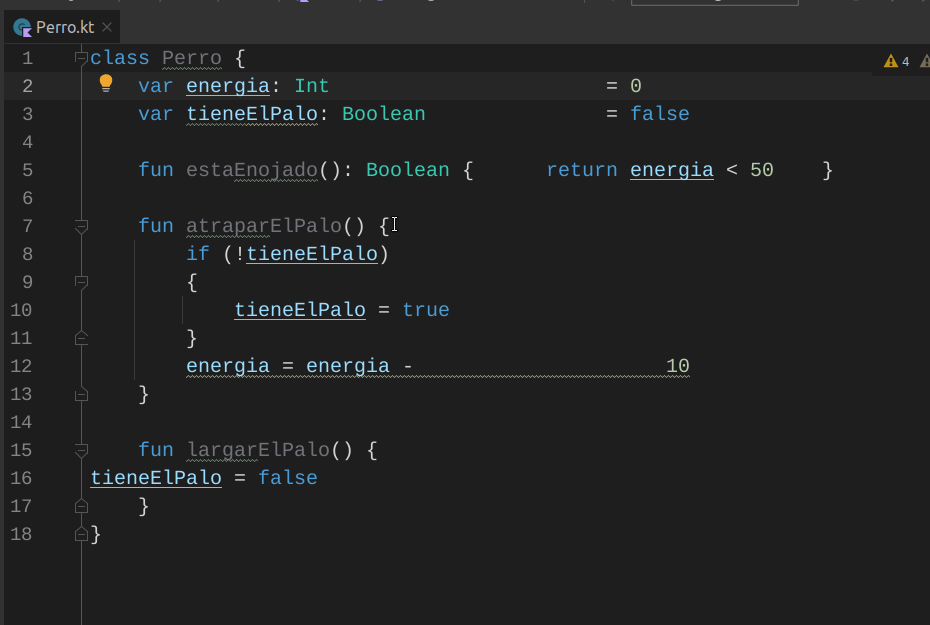 Perro.kt
4
1 class Perro {
2 var energia: Int = 0
3 var tieneElPalo: Boolean = false
4
5 fun estaEnojado(): Boolean { return energia < 50 }
6
7 fun atraparElPalo() {
8 if (!tieneElPalo)
9 {
10 tieneElPalo = true
11 }
12 energia = energia - 10
13 }
14
15 fun largarElPalo() {
16 tieneElPalo = false
17 }
18 }